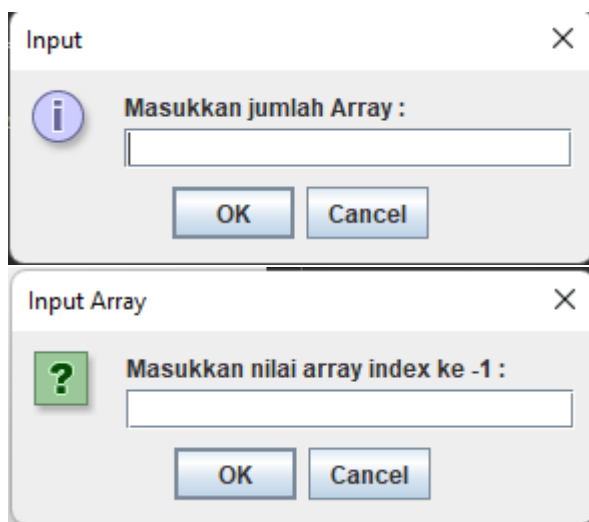 Input
Masukkan jumlah Array :
OK
Cancel
Input Array
?
Masukkan nilai array index ke -1 :
OK
Cancel